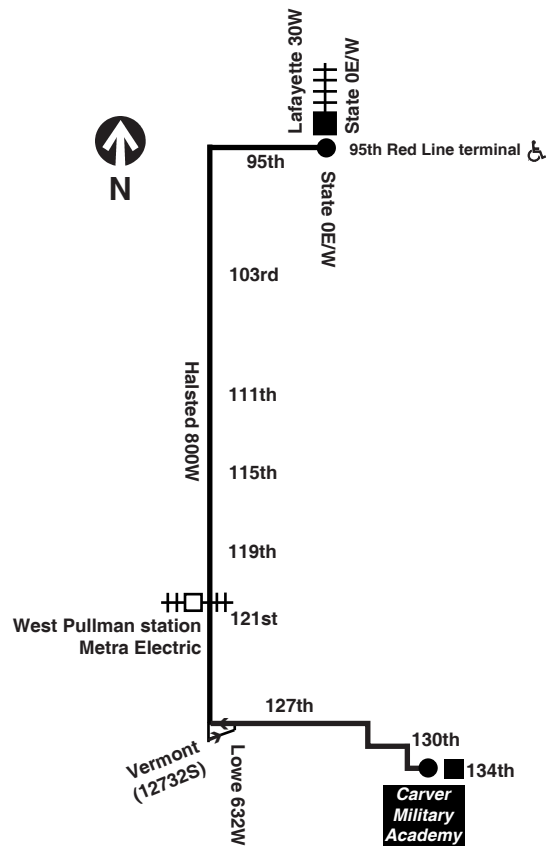 Lafayette 30W
State 0E/W
N
95th
95th Red Line terminal
State 0E/W
103rd
Halsted 800W
111th
115th
119th
West Pullman station
Metra Electric
121st
127th
Vermont
(12732S)
Lowe 632W
130th
134th
Carver
Military
Academy